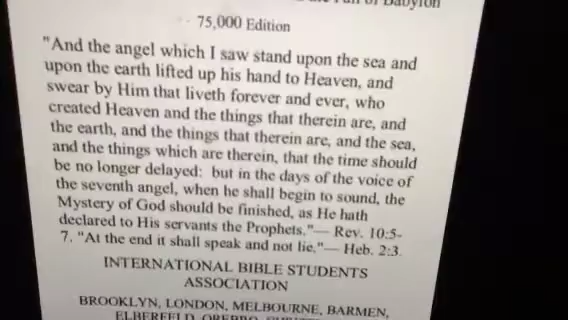 the Fall of Babylon
75,000 Edition
"And the angel which I saw stand upon the sea and
upon the earth lifted up his hand to Heaven, and
swear by Him that liveth forever and ever, who
created Heaven and the things that therein are, and
the earth, and the things that therein are, and the sea,
and the things which are therein, that the time should
be no longer delayed: but in the days of the voice of
the seventh angel, when he shall begin to sound, the
Mystery of God should be finished, as He hath
declared to His servants the Prophets."— Rev. 10:5-
7. "At the end it shall speak and not lie."— Heb. 2:3.
INTERNATIONAL BIBLE STUDENTS
ASSOCIATION
BROOKLYN, LONDON, MELBOURNE, BARMEN,
ELBERFELD, OREBRO,